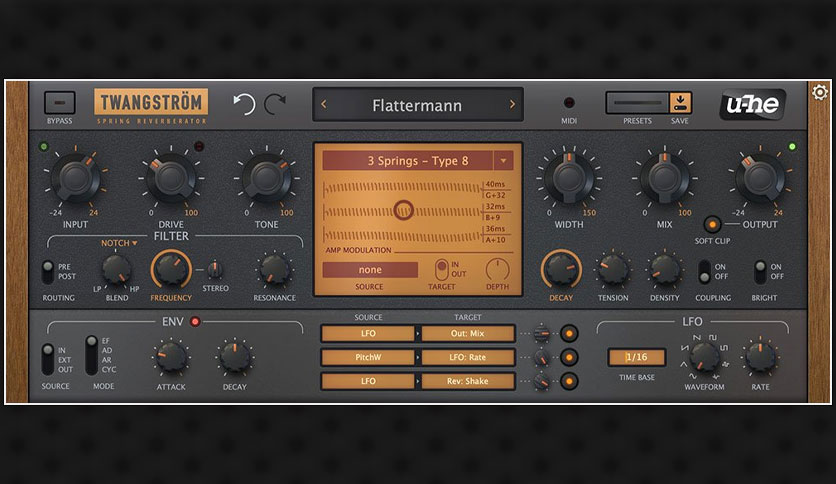 TWANGSTRÖM
SPRING REVERBERATOR
BYPASS
Flattermann
MIDI
PRESETS
SAVE
u-he
-24
24
INPUT
0
100
DRIVE
0
100
TONE
3 Springs - Type 8
40ms
G+32
32ms
B+9
36ms
A+10
AMP MODULATION
none
SOURCE
IN
OUT
TARGET
DEPTH
0
150
WIDTH
0
100
MIX
-24
24
OUTPUT
SOFT CLIP
FILTER
PRE
POST
ROUTING
NOTCH
LP
HP
BLEND
FREQUENCY
STEREO
RESONANCE
DECAY
TENSION
DENSITY
ON
OFF
COUPLING
ON
OFF
BRIGHT
ENV
IN
EXT
OUT
SOURCE
EF
AD
AR
CYC
MODE
ATTACK
DECAY
SOURCE
TARGET
LFO
Out: Mix
PitchW
LFO: Rate
LFO
Rev: Shake
LFO
1/16
TIME BASE
WAVEFORM
RATE